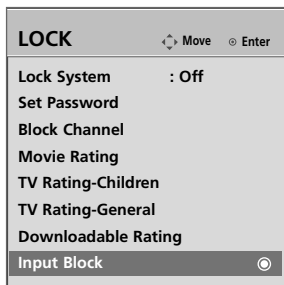 LOCK Move Enter
Lock System : Off
Set Password
Block Channel
Movie Rating
TV Rating-Children
TV Rating-General
Downloadable Rating
Input Block